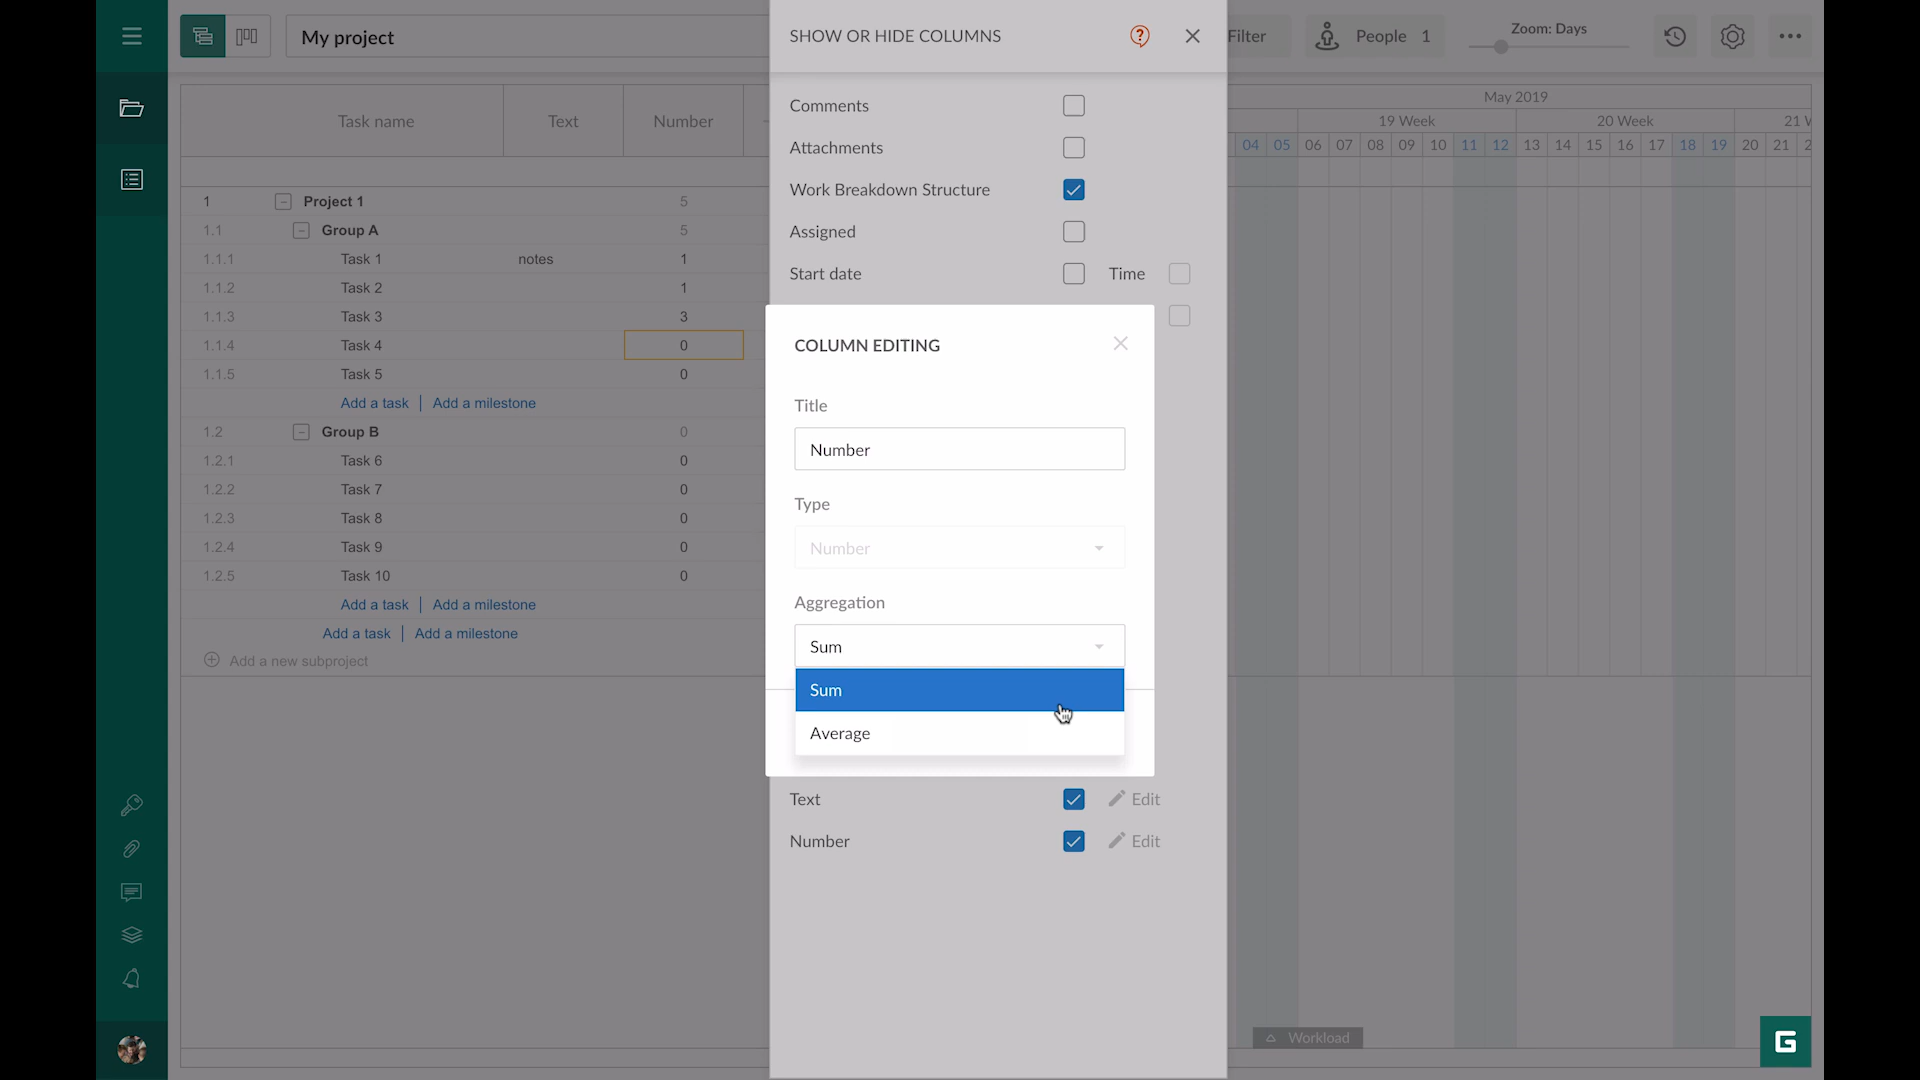 My project
SHOW OR HIDE COLUMNS
Filter
People 1
Zoom: Days
Task name Text Number
May 2019
19 Week 20 Week 21
04 05 06 07 08 09 10 11 12 13 14 15 16 17 18 19 20 21 2
Comments
Attachments
Work Breakdown Structure
Assigned
Start date Time
1 Project 1 5
1.1 Group A 5
1.1.1 Task 1 notes 1
1.1.2 Task 2 1
1.1.3 Task 3 3
1.1.4 Task 4 0
1.1.5 Task 5 0
Add a task | Add a milestone
1.2 Group B 0
1.2.1 Task 6 0
1.2.2 Task 7 0
1.2.3 Task 8 0
1.2.4 Task 9 0
1.2.5 Task 10 0
Add a task | Add a milestone
Add a task | Add a milestone
Add a new subproject
COLUMN EDITING
Title
Number
Type
Number
Aggregation
Sum
Sum
Average
Text Edit
Number Edit
Workload
G